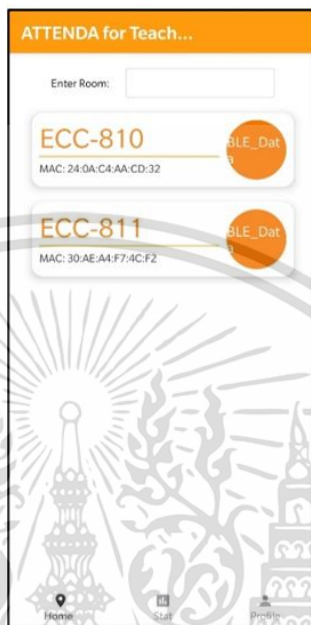 ATTENDA for Teach...
Enter Room:
ECC-810
BLE_Dat
a
MAC: 24:0A:C4:AA:CD:32
ECC-811
BLE_Dat
a
MAC: 30:AE:A4:F7:4C:F2
Home
Stat
Profile